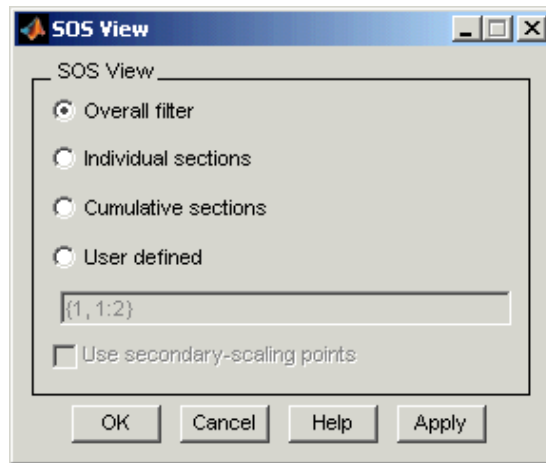 SOS View
SOS View
Overall filter
Individual sections
Cumulative sections
User defined
{1, 1:2}
Use secondary-scaling points
OK Cancel Help Apply